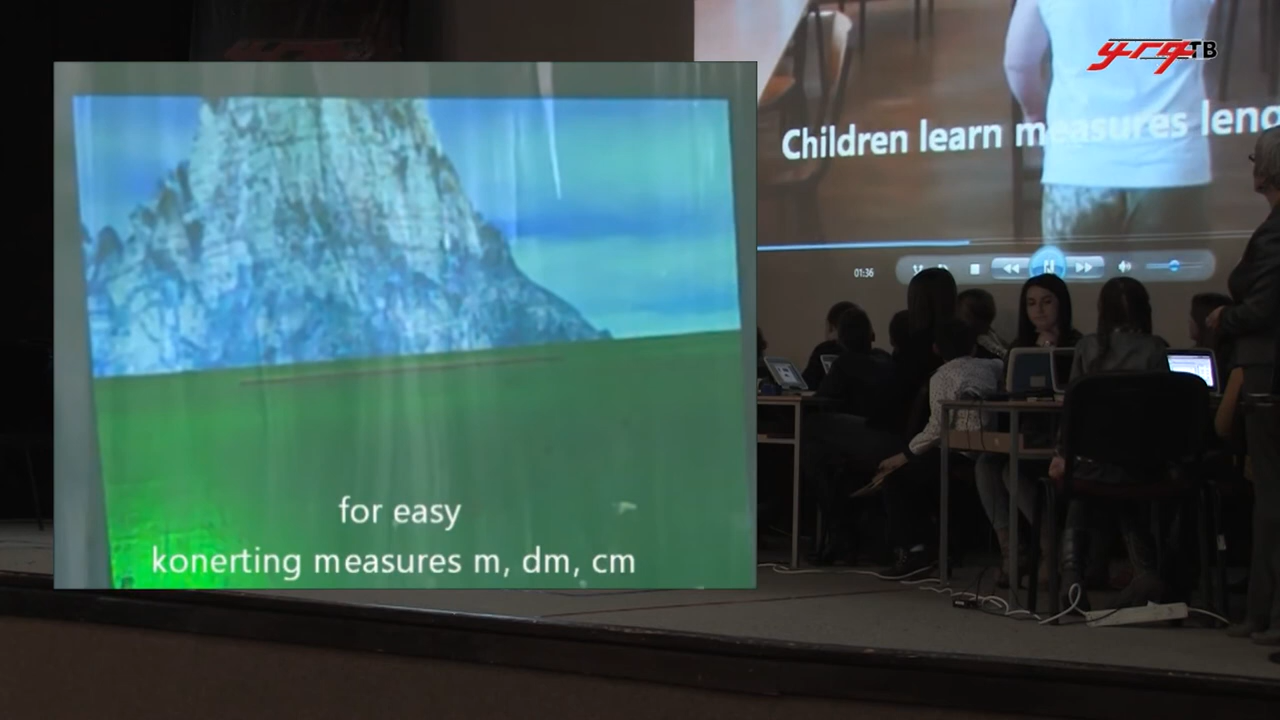 Children learn measures leng
01:36
for easy
konerting measures m, dm, cm